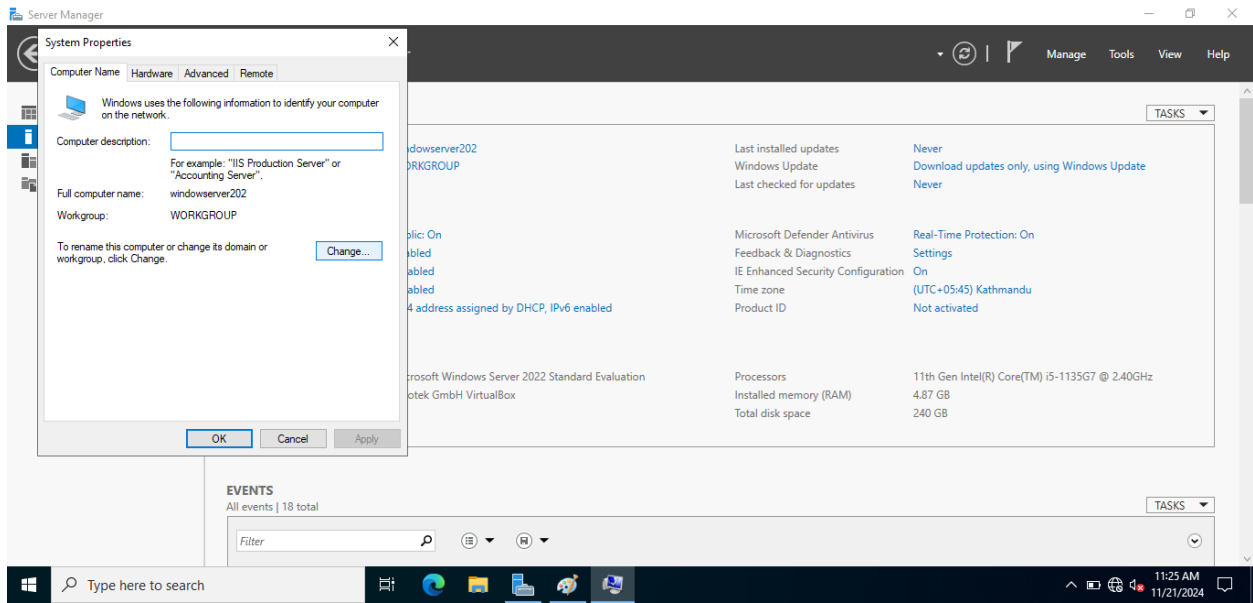 Server Manager
System Properties
Manage Tools View Help
Computer Name Hardware Advanced Remote
Windows uses the following information to identify your computer
on the network.
Computer description:
For example: "IIS Production Server" or
"Accounting Server".
Full computer name: windowserver202
Workgroup: WORKGROUP
To rename this computer or change its domain or
workgroup, click Change.
Change...
OK Cancel Apply
TASKS
dowserver202
ORKGROUP
Last installed updates Never
Windows Update Download updates only, using Windows Update
Last checked for updates Never
blic: On
abled
abled
abled
4 address assigned by DHCP, IPv6 enabled
Microsoft Defender Antivirus Real-Time Protection: On
Feedback & Diagnostics Settings
IE Enhanced Security Configuration On
Time zone (UTC+05:45) Kathmandu
Product ID Not activated
crosoft Windows Server 2022 Standard Evaluation
otek GmbH VirtualBox
Processors 11th Gen Intel(R) Core(TM) i5-1135G7 @ 2.40GHz
Installed memory (RAM) 4.87 GB
Total disk space 240 GB
EVENTS
All events | 18 total
TASKS
Filter
Type here to search
11:25 AM
11/21/2024